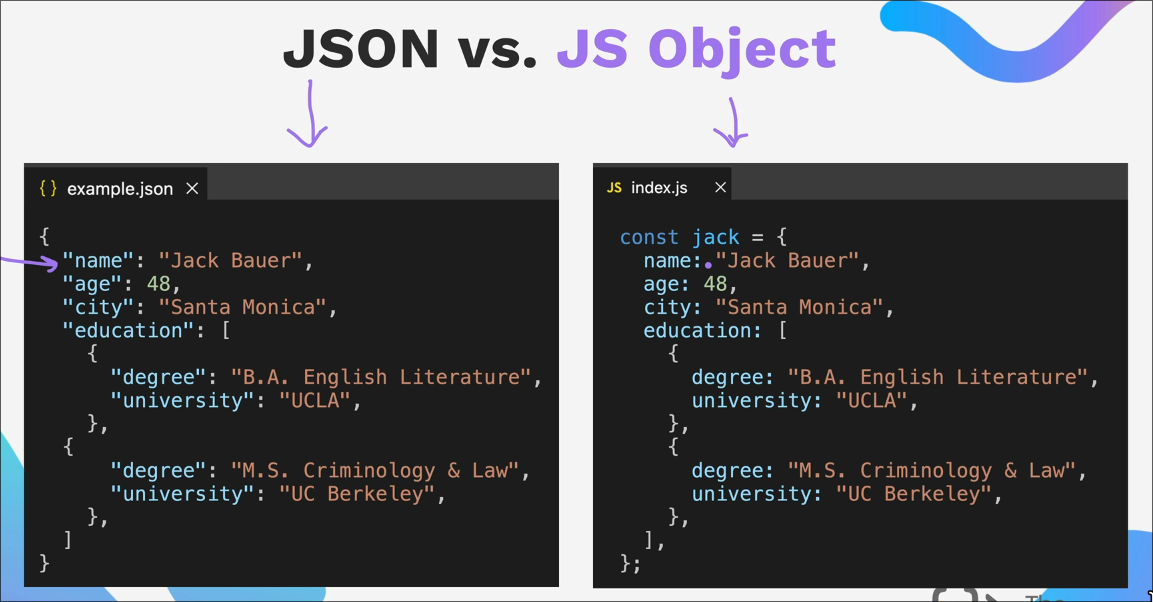 JSON vs. JS Object
{} example.json ×
{
"name": "Jack Bauer",
"age": 48,
"city": "Santa Monica",
"education": [
{
"degree": "B.A. English Literature",
"university": "UCLA",
},
{
"degree": "M.S. Criminology & Law",
"university": "UC Berkeley",
},
]
}
JS index.js ×
const jack = {
name: "Jack Bauer",
age: 48,
city: "Santa Monica",
education: [
{
degree: "B.A. English Literature",
university: "UCLA",
},
{
degree: "M.S. Criminology & Law",
university: "UC Berkeley",
},
],
};
The